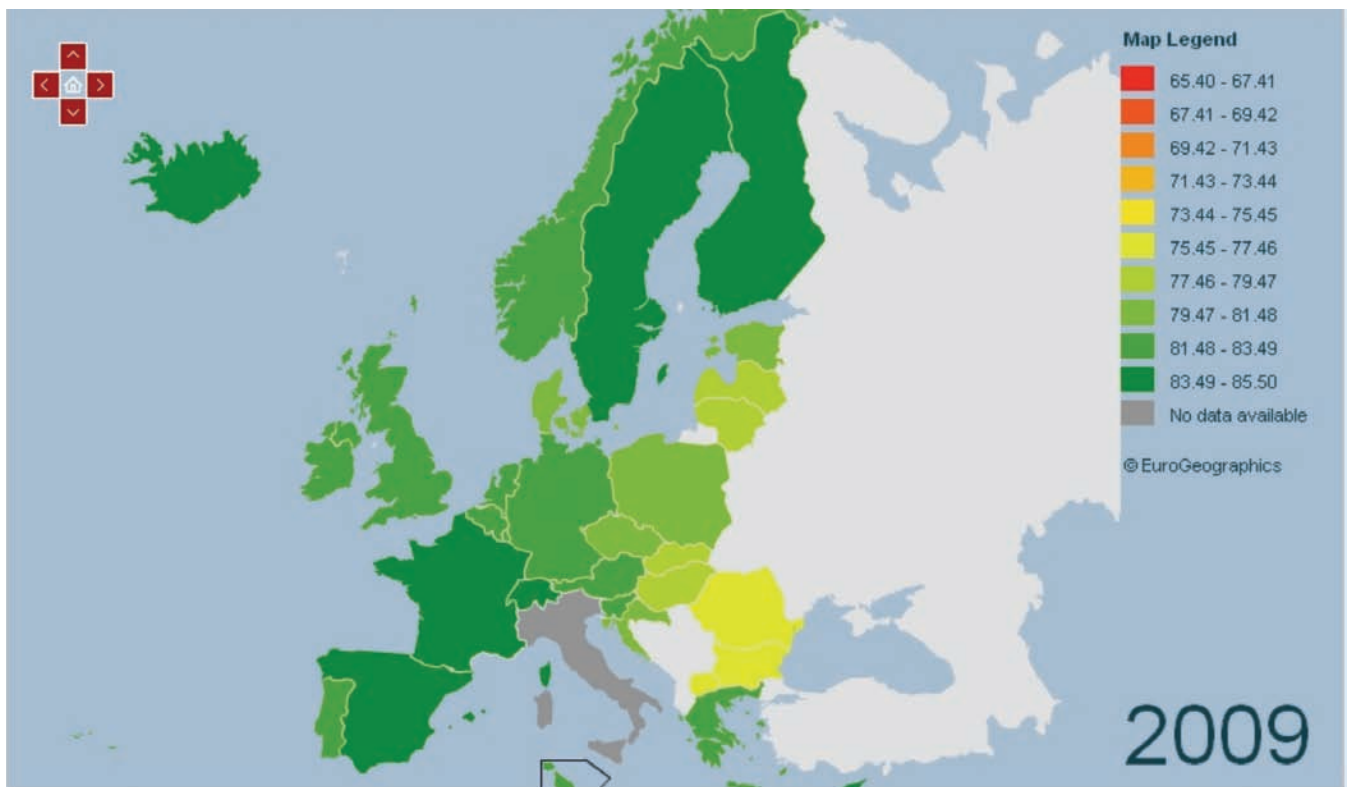 Map Legend
65.40 - 67.41
67.41 - 69.42
69.42 - 71.43
71.43 - 73.44
73.44 - 75.45
75.45 - 77.46
77.46 - 79.47
79.47 - 81.48
81.48 - 83.49
83.49 - 85.50
No data available
© EuroGeographics
2009